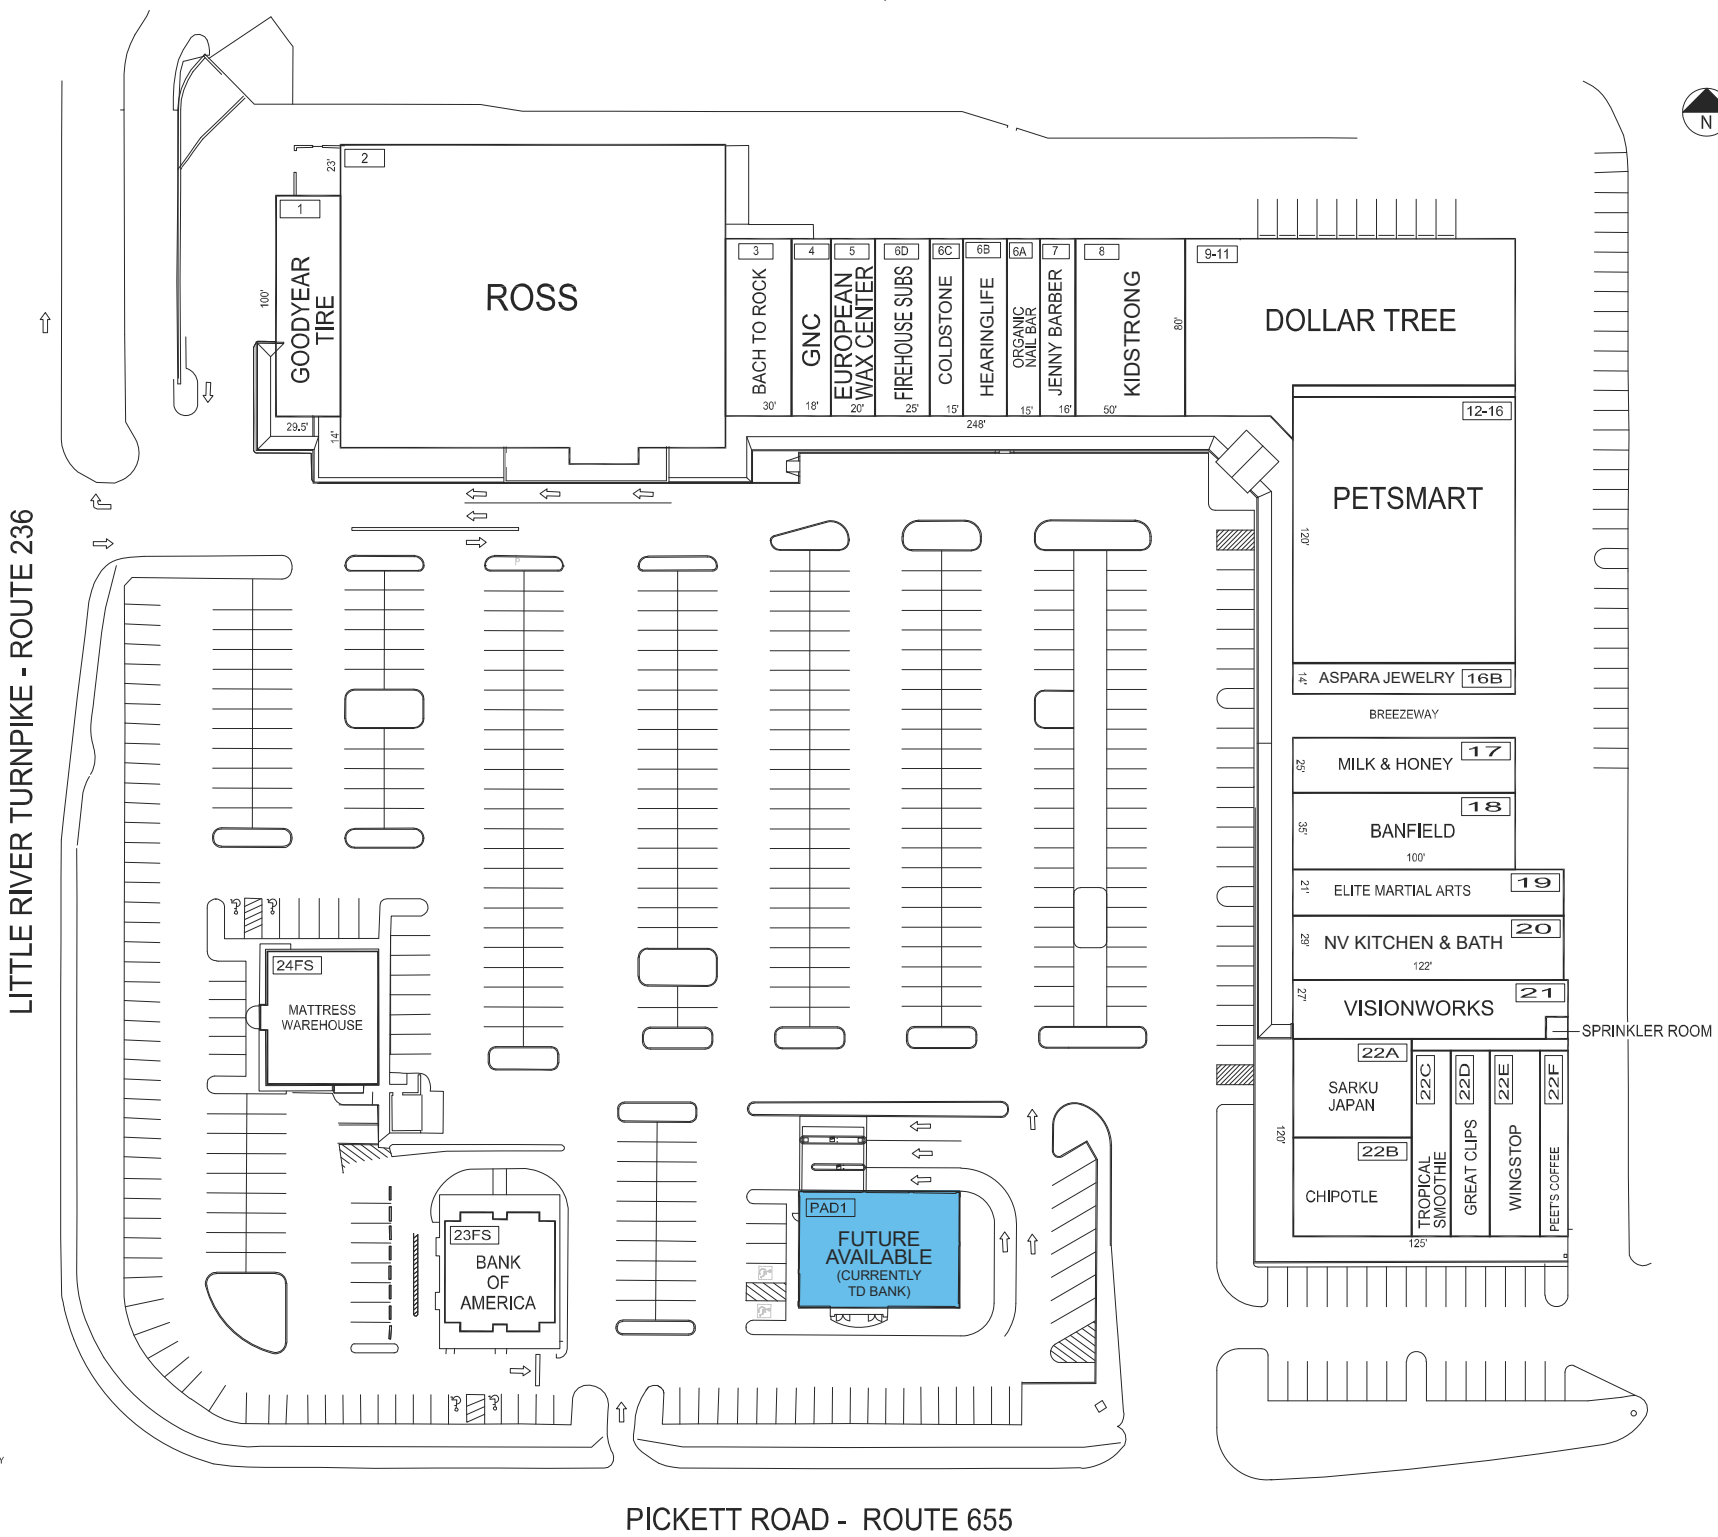 N
2
23'
1
GOODYEAR
TIRE
100'
29.5'
14'
ROSS
3
BACH TO ROCK
30'
4
GNC
18'
5
EUROPEAN
WAX CENTER
20'
6D
FIREHOUSE SUBS
25'
6C
COLDSTONE
15'
6B
HEARINGLIFE
6A
ORGANIC
NAIL BAR
15'
7
JENNY BARBER
16'
8
KIDSTRONG
50'
80'
248'
9-11
DOLLAR TREE
12-16
PETSMART
120'
ASPARA JEWELRY
16B
14'
BREEZEWAY
17
MILK & HONEY
25'
18
BANFIELD
35'
100'
19
ELITE MARTIAL ARTS
21'
20
NV KITCHEN & BATH
29'
122'
21
VISIONWORKS
27'
SPRINKLER ROOM
22A
SARKU
JAPAN
22B
CHIPOTLE
120'
22C
TROPICAL
SMOOTHIE
22D
GREAT CLIPS
22E
WINGSTOP
22F
PEET'S COFFEE
125'
24FS
MATTRESS
WAREHOUSE
23FS
BANK
OF
AMERICA
PAD1
FUTURE
AVAILABLE
(CURRENTLY
TD BANK)
LITTLE RIVER TURNPIKE - ROUTE 236
PICKETT ROAD - ROUTE 655